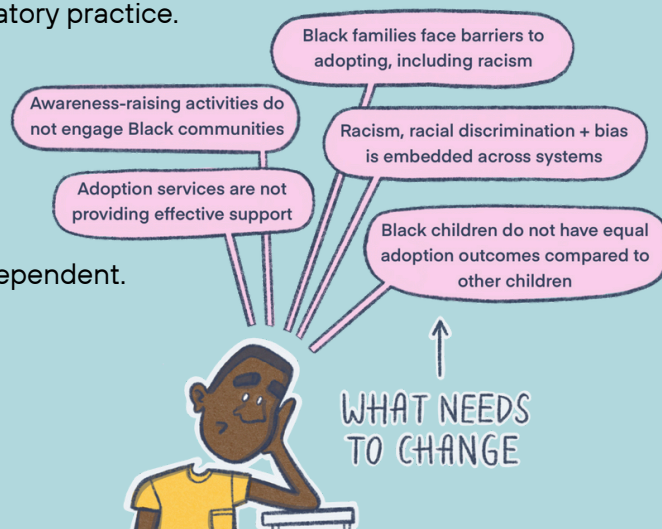 atory practice.
Black families face barriers to
adopting, including racism
Awareness-raising activities do
not engage Black communities
Racism, racial discrimination + bias
is embedded across systems
Adoption services are not
providing effective support
Black children do not have equal
adoption outcomes compared to
other children
ependent.
WHAT NEEDS
TO CHANGE